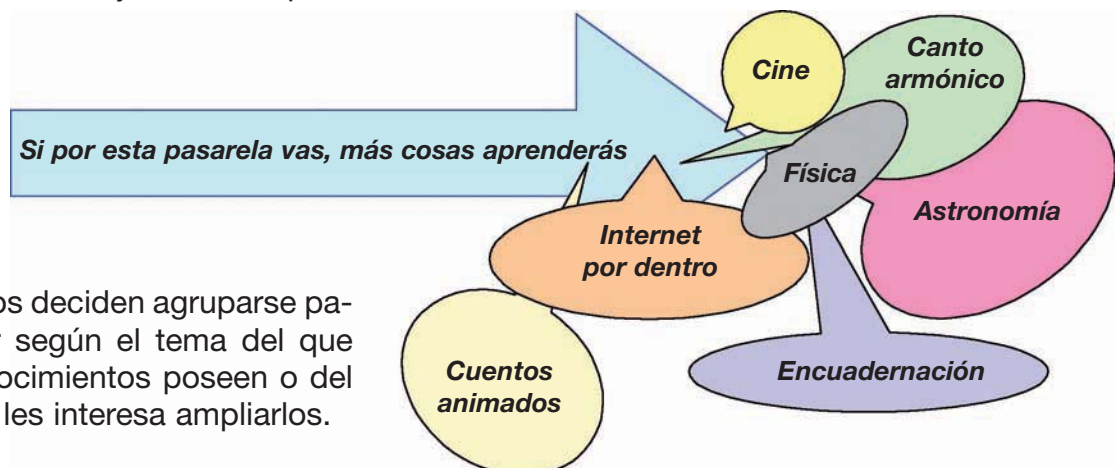 Cine
Canto
armónico
Si por esta pasarela vas, más cosas aprenderás
Física
Astronomía
Internet
por dentro
os deciden agruparse pa-
según el tema del que
ocimientos poseen o del
les interesa ampliarlos.
Cuentos
animados
Encuadernación